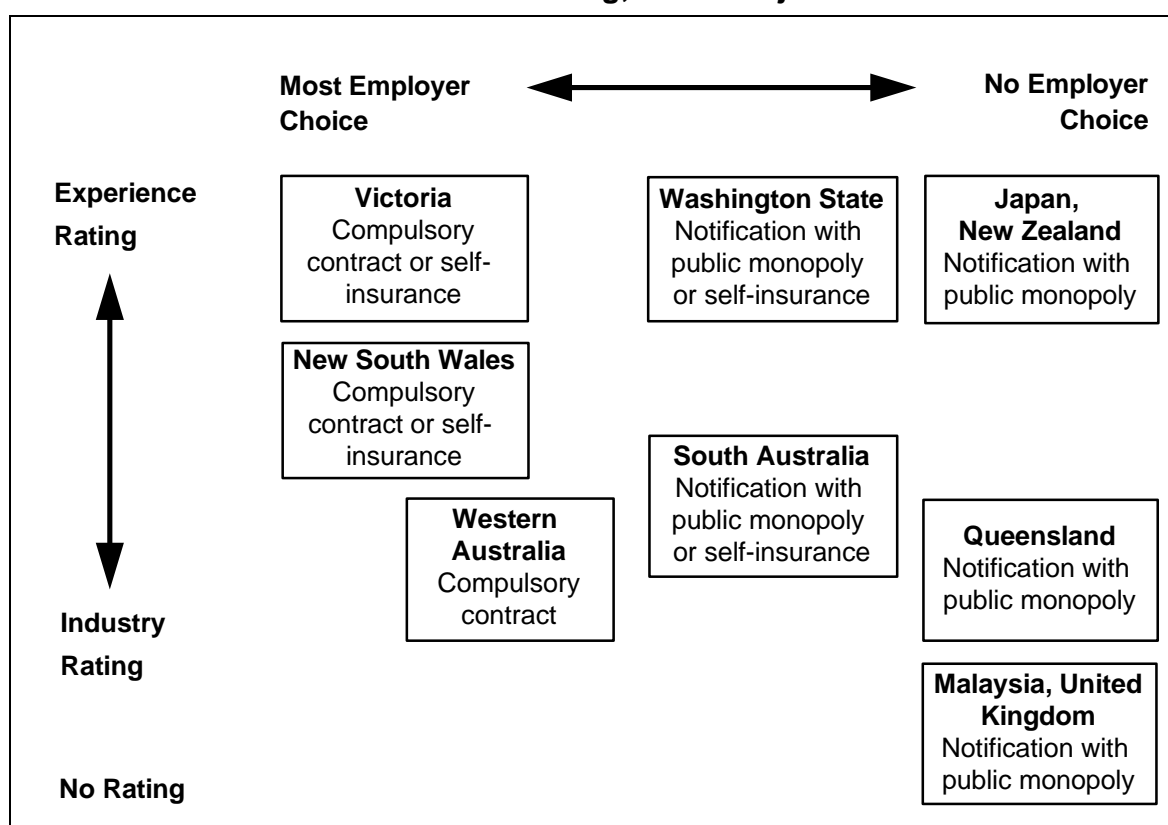 Most Employer
Choice
No Employer
Choice
Experience
Rating
Victoria
Compulsory
contract or self-
insurance
Washington State
Notification with
public monopoly
or self-insurance
Japan,
New Zealand
Notification with
public monopoly
New South Wales
Compulsory
contract or self-
insurance
South Australia
Notification with
public monopoly
or self-insurance
Western
Australia
Compulsory
contract
Queensland
Notification with
public monopoly
Industry
Rating
Malaysia, United
Kingdom
Notification with
public monopoly
No Rating